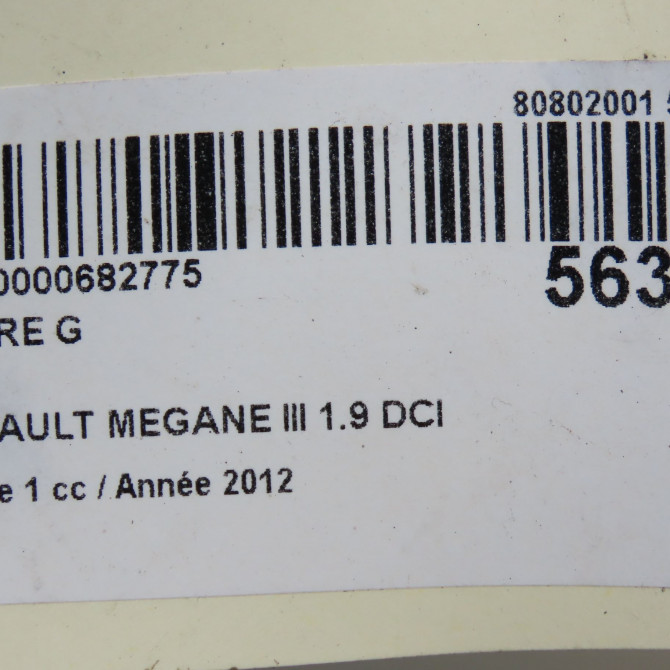 80802001
0000682775
563
RE G
AULT MEGANE III 1.9 DCI
e 1 cc / Année 2012